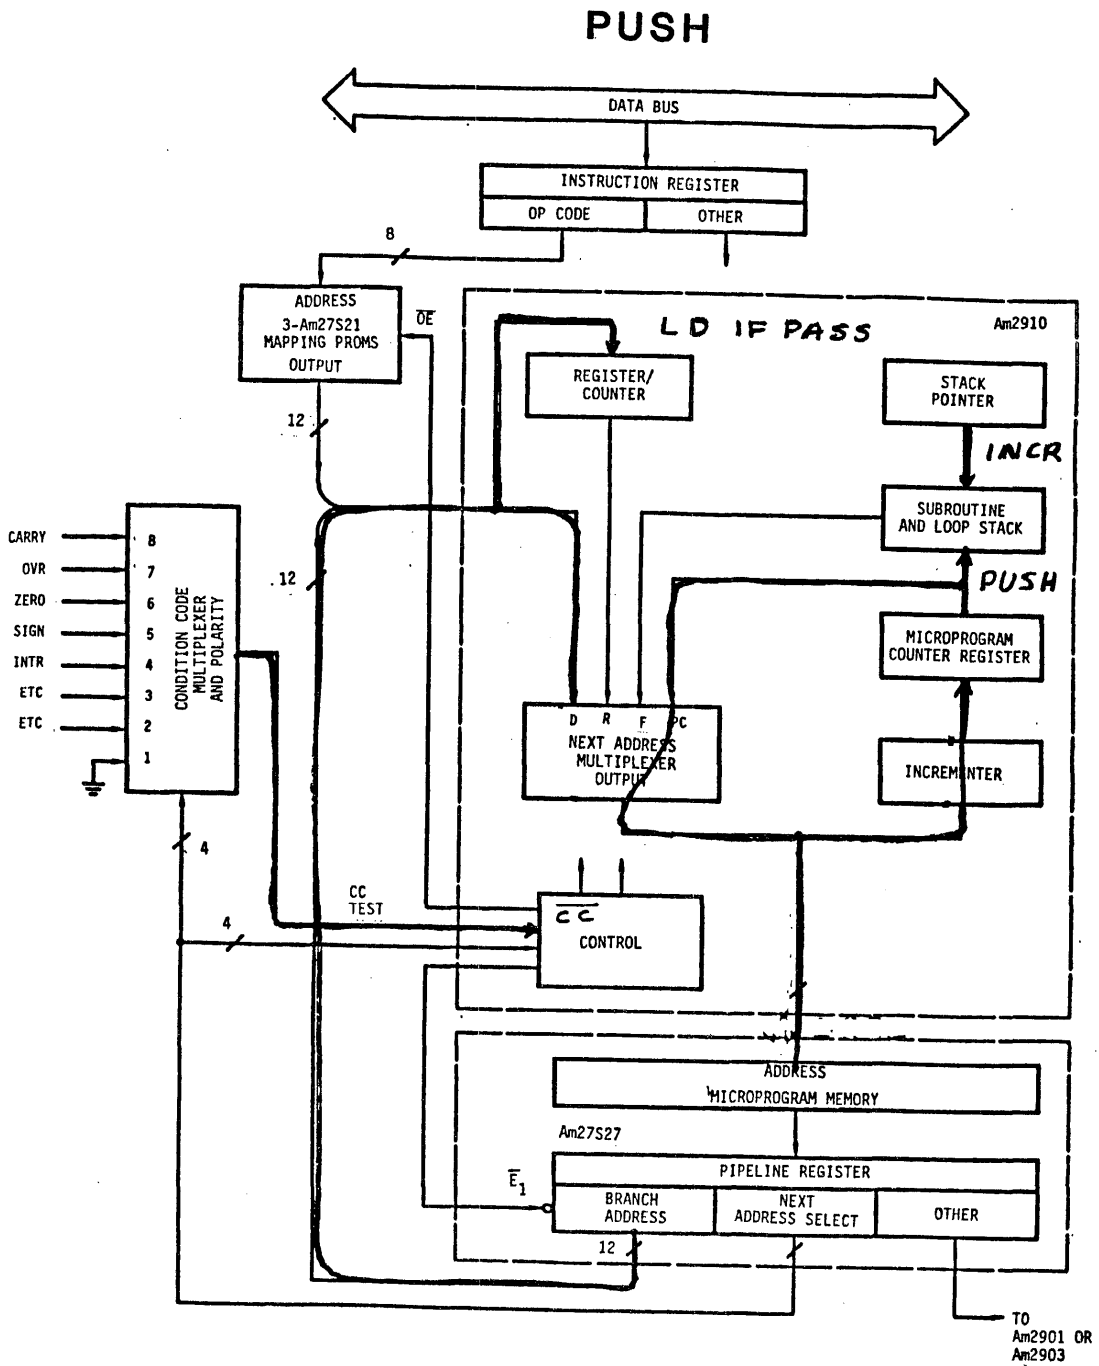 PUSH
DATA BUS
INSTRUCTION REGISTER
OP CODE
OTHER
8
ADDRESS
3-Am27S21
MAPPING PROMS
OUTPUT
OE
LD IF PASS
Am2910
REGISTER/
COUNTER
STACK
POINTER
INCR
12
SUBROUTINE
AND LOOP STACK
PUSH
12
CARRY
OVR
ZERO
SIGN
INTR
ETC
ETC
8
7
6
5
4
3
2
1
CONDITION CODE
MULTIPLEXER
AND POLARITY
MICROPROGRAM
COUNTER REGISTER
D R F PC
NEXT ADDRESS
MULTIPLEXER
OUTPUT
INCREMENTER
4
CC
TEST
4
CC
CONTROL
ADDRESS
MICROPROGRAM MEMORY
Am27S27
PIPELINE REGISTER
E1
BRANCH
ADDRESS
NEXT
ADDRESS SELECT
OTHER
12
TO
Am2901 OR
Am2903